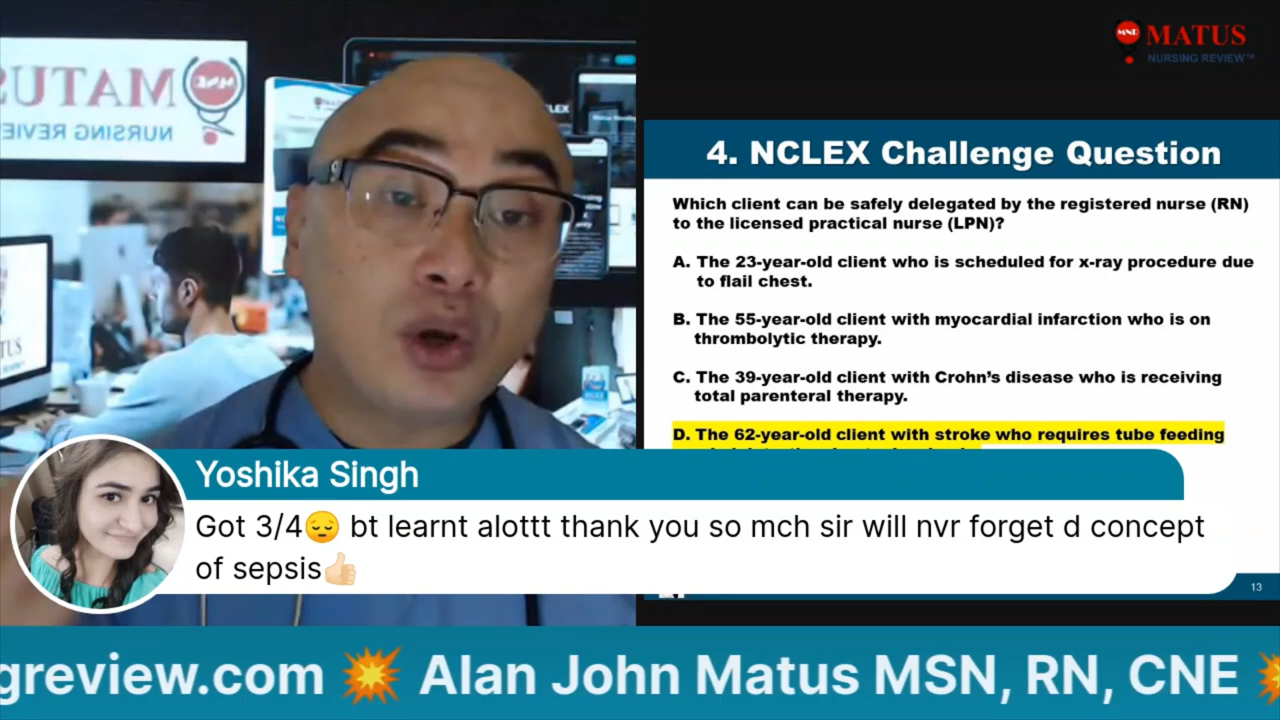 MATUS
NURSING REVIEW™
MATUS
NURSING REVIE
4. NCLEX Challenge Question
Which client can be safely delegated by the registered nurse (RN)
to the licensed practical nurse (LPN)?
A. The 23-year-old client who is scheduled for x-ray procedure due
to flail chest.
B. The 55-year-old client with myocardial infarction who is on
thrombolytic therapy.
C. The 39-year-old client with Crohn's disease who is receiving
total parenteral therapy.
D. The 62-year-old client with stroke who requires tube feeding
Yoshika Singh
Got 3/4😔 bt learnt alottt thank you so mch sir will nvr forget d concept
of sepsis👍🏻
13
greview.com 💥 Alan John Matus MSN, RN, CNE 💥